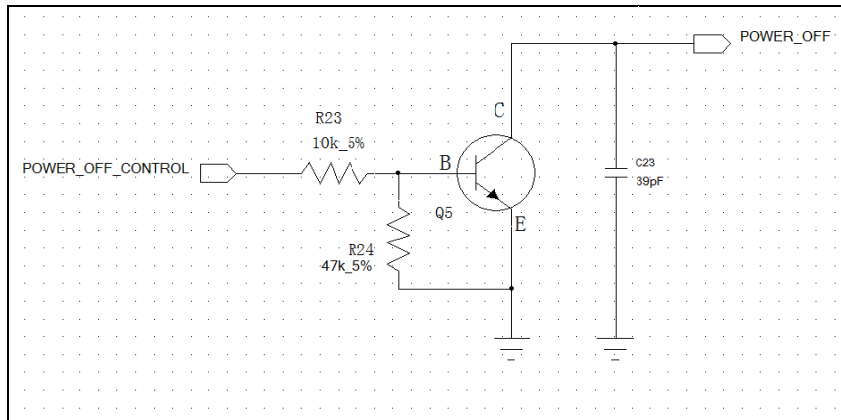 POWER_OFF
C
R23
10k_5%
POWER_OFF_CONTROL
B
C23
39pF
Q5
E
R24
47k_5%